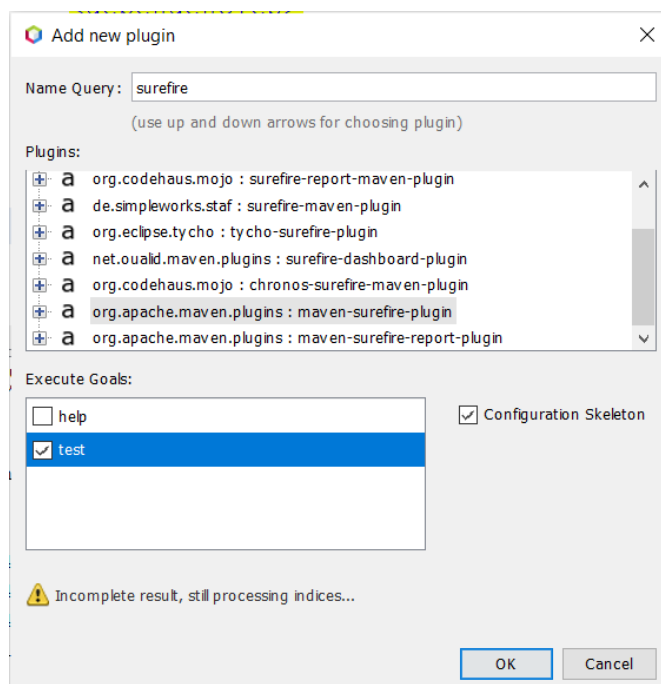 Add new plugin
Name Query: surefire
(use up and down arrows for choosing plugin)
Plugins:
a org.codehaus.mojo : surefire-report-maven-plugin
a de.simpleworks.staf : surefire-maven-plugin
a org.eclipse.tycho : tycho-surefire-plugin
a net.oualid.maven.plugins : surefire-dashboard-plugin
a org.codehaus.mojo : chronos-surefire-maven-plugin
a org.apache.maven.plugins : maven-surefire-plugin
a org.apache.maven.plugins : maven-surefire-report-plugin
Execute Goals:
help
Configuration Skeleton
test
Incomplete result, still processing indices...
OK Cancel